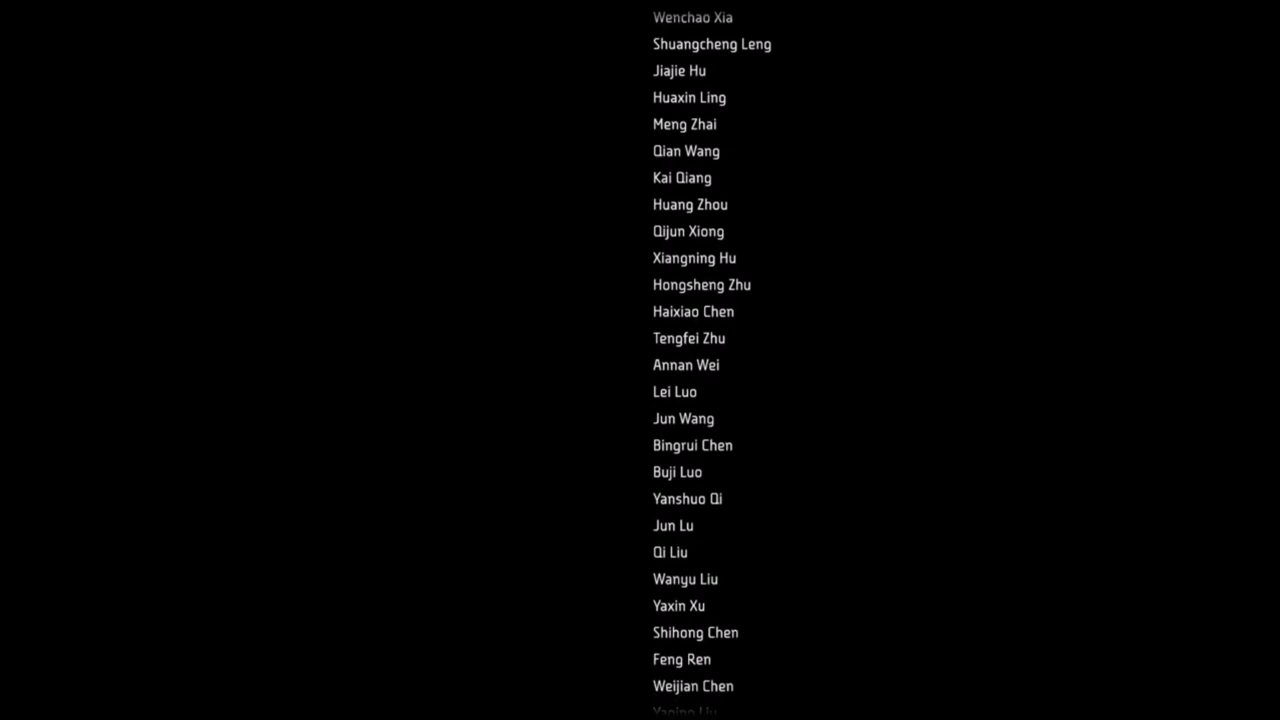 Wenchao Xia
Shuangcheng Leng
Jiajie Hu
Huaxin Ling
Meng Zhai
Qian Wang
Kai Qiang
Huang Zhou
Qijun Xiong
Xiangning Hu
Hongsheng Zhu
Haixiao Chen
Tengfei Zhu
Annan Wei
Lei Luo
Jun Wang
Bingrui Chen
Buji Luo
Yanshuo Qi
Jun Lu
Qi Liu
Wanyu Liu
Yaxin Xu
Shihong Chen
Feng Ren
Weijian Chen
Liu